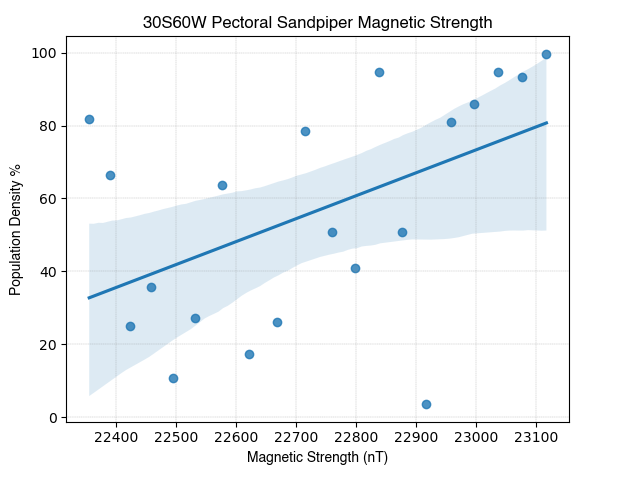 30S60W Pectoral Sandpiper Magnetic Strength
100
80
60
40
20
0
Population Density %
22400 22500 22600 22700 22800 22900 23000 23100
Magnetic Strength (nT)